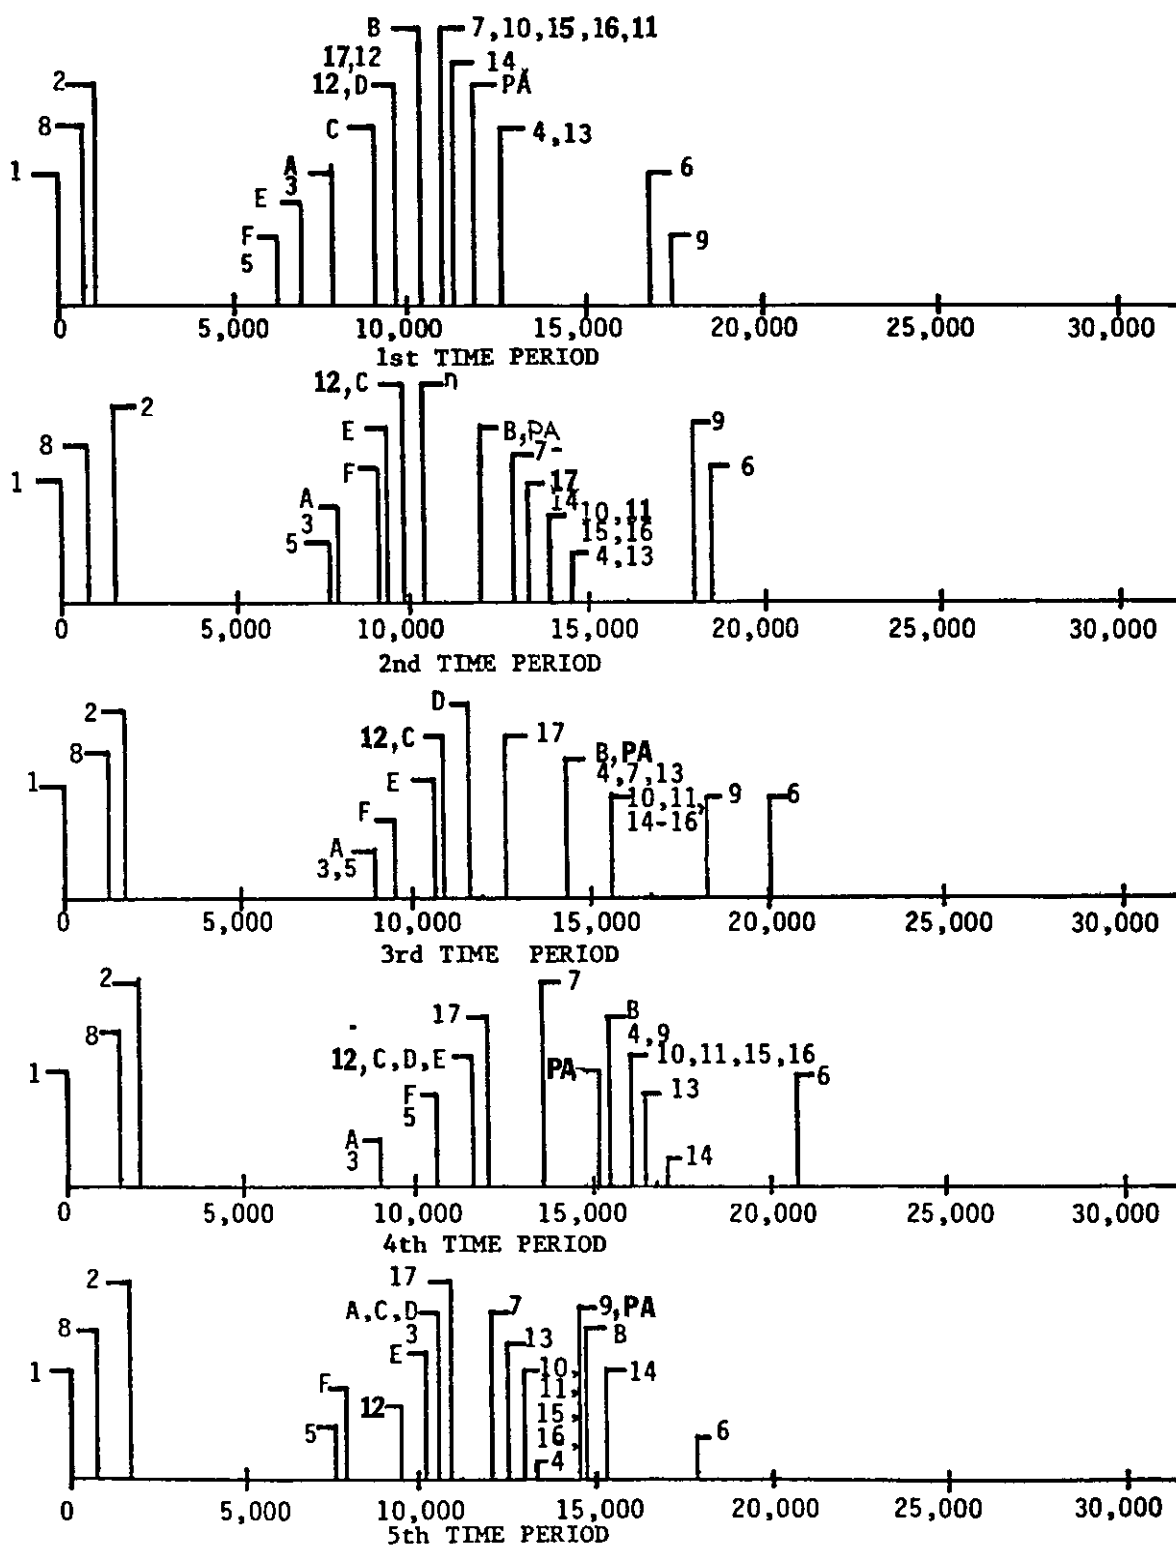 B 7,10,15,16,11
17,12 14
2 12,D PA
8 C 4,13
1 A 6
3
E
F 9
5
0 5,000 10,000 15,000 20,000 25,000 30,000
1st TIME PERIOD
12,C n
2
E B,PA 9
8 7-
F 6
1 17
A 14
3 10,11
5 15,16
4,13
0 5,000 10,000 15,000 20,000 25,000 30,000
2nd TIME PERIOD
D
2
12,C 17
8 B,PA
E 4,7,13
1 10,11, 9 6
F 14-16
A
3,5
0 5,000 10,000 15,000 20,000 25,000 30,000
3rd TIME PERIOD
2 7
17 B
8 4,9
12,C,D,E 10,11,15,16
1 PA 6
F 13
5
A 14
3
0 5,000 10,000 15,000 20,000 25,000 30,000
4th TIME PERIOD
2 17
A,C,D 7 9,PA
8 3 13 B
E
1 10, 14
F 11,
12 15,
5 16, 6
4
0 5,000 10,000 15,000 20,000 25,000 30,000
5th TIME PERIOD